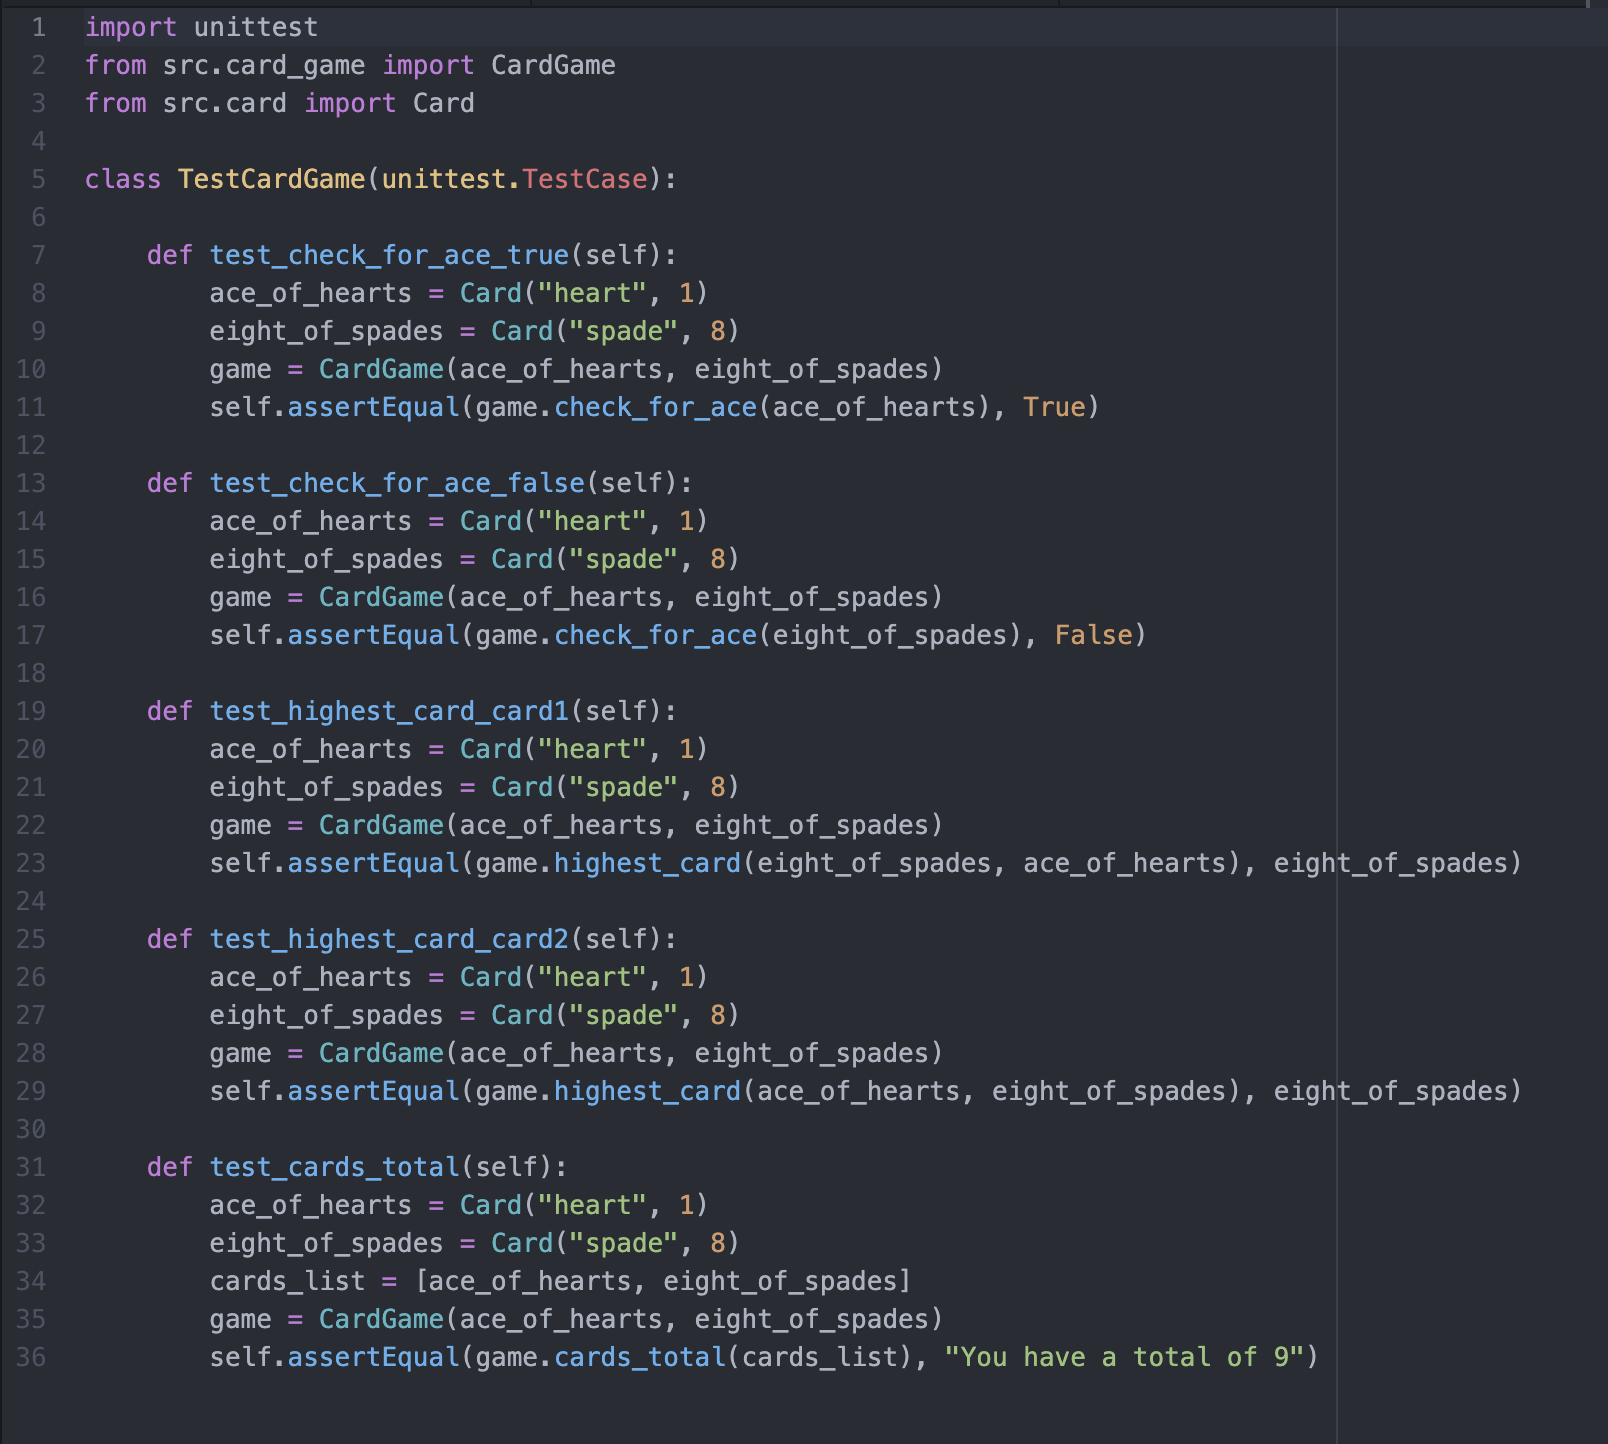 1 import unittest
2 from src.card_game import CardGame
3 from src.card import Card
4
5 class TestCardGame(unittest.TestCase):
6
7     def test_check_for_ace_true(self):
8         ace_of_hearts = Card("heart", 1)
9         eight_of_spades = Card("spade", 8)
10         game = CardGame(ace_of_hearts, eight_of_spades)
11         self.assertEqual(game.check_for_ace(ace_of_hearts), True)
12
13     def test_check_for_ace_false(self):
14         ace_of_hearts = Card("heart", 1)
15         eight_of_spades = Card("spade", 8)
16         game = CardGame(ace_of_hearts, eight_of_spades)
17         self.assertEqual(game.check_for_ace(eight_of_spades), False)
18
19     def test_highest_card_card1(self):
20         ace_of_hearts = Card("heart", 1)
21         eight_of_spades = Card("spade", 8)
22         game = CardGame(ace_of_hearts, eight_of_spades)
23         self.assertEqual(game.highest_card(eight_of_spades, ace_of_hearts), eight_of_spades)
24
25     def test_highest_card_card2(self):
26         ace_of_hearts = Card("heart", 1)
27         eight_of_spades = Card("spade", 8)
28         game = CardGame(ace_of_hearts, eight_of_spades)
29         self.assertEqual(game.highest_card(ace_of_hearts, eight_of_spades), eight_of_spades)
30
31     def test_cards_total(self):
32         ace_of_hearts = Card("heart", 1)
33         eight_of_spades = Card("spade", 8)
34         cards_list = [ace_of_hearts, eight_of_spades]
35         game = CardGame(ace_of_hearts, eight_of_spades)
36         self.assertEqual(game.cards_total(cards_list), "You have a total of 9")